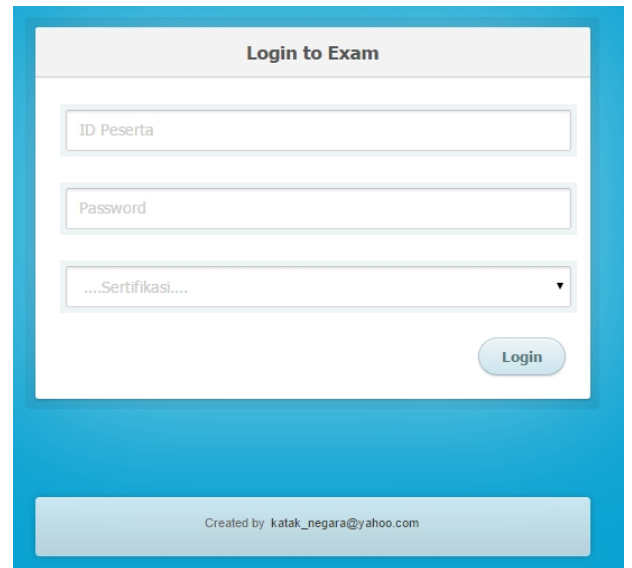 Login to Exam
ID Peserta
Password
....Sertifikasi....
Login
Created by katak_negara@yahoo.com